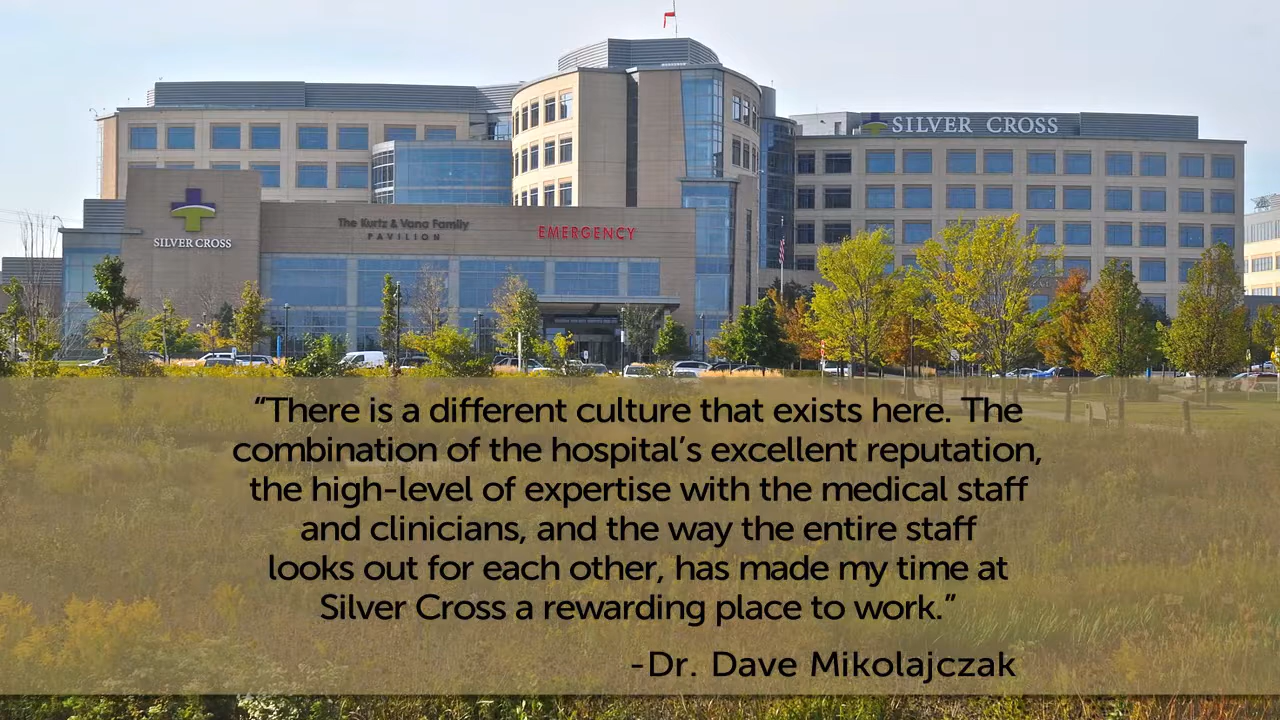 SILVER CROSS
SILVER CROSS
The Kurtz & Vana Family
PAVILION
EMERGENCY
“There is a different culture that exists here. The
combination of the hospital’s excellent reputation,
the high-level of expertise with the medical staff
and clinicians, and the way the entire staff
looks out for each other, has made my time at
Silver Cross a rewarding place to work.”
-Dr. Dave Mikolajczak